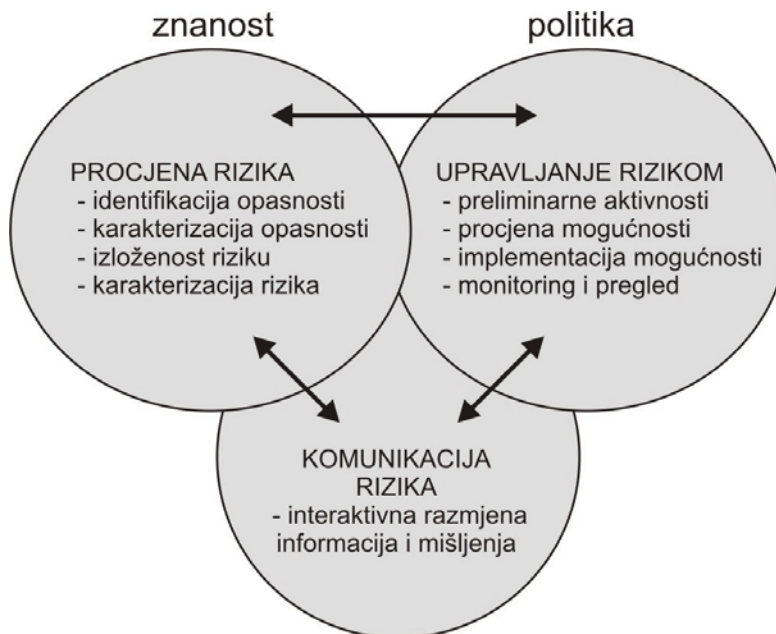 znanost
politika
PROCJENA RIZIKA
- identifikacija opasnosti
- karakterizacija opasnosti
- izloženost riziku
- karakterizacija rizika
UPRAVLJANJE RIZIKOM
- preliminarne aktivnosti
- procjena mogućnosti
- implementacija mogućnosti
- monitoring i pregled
KOMUNIKACIJA
RIZIKA
- interaktivna razmjena
informacija i mišljenja